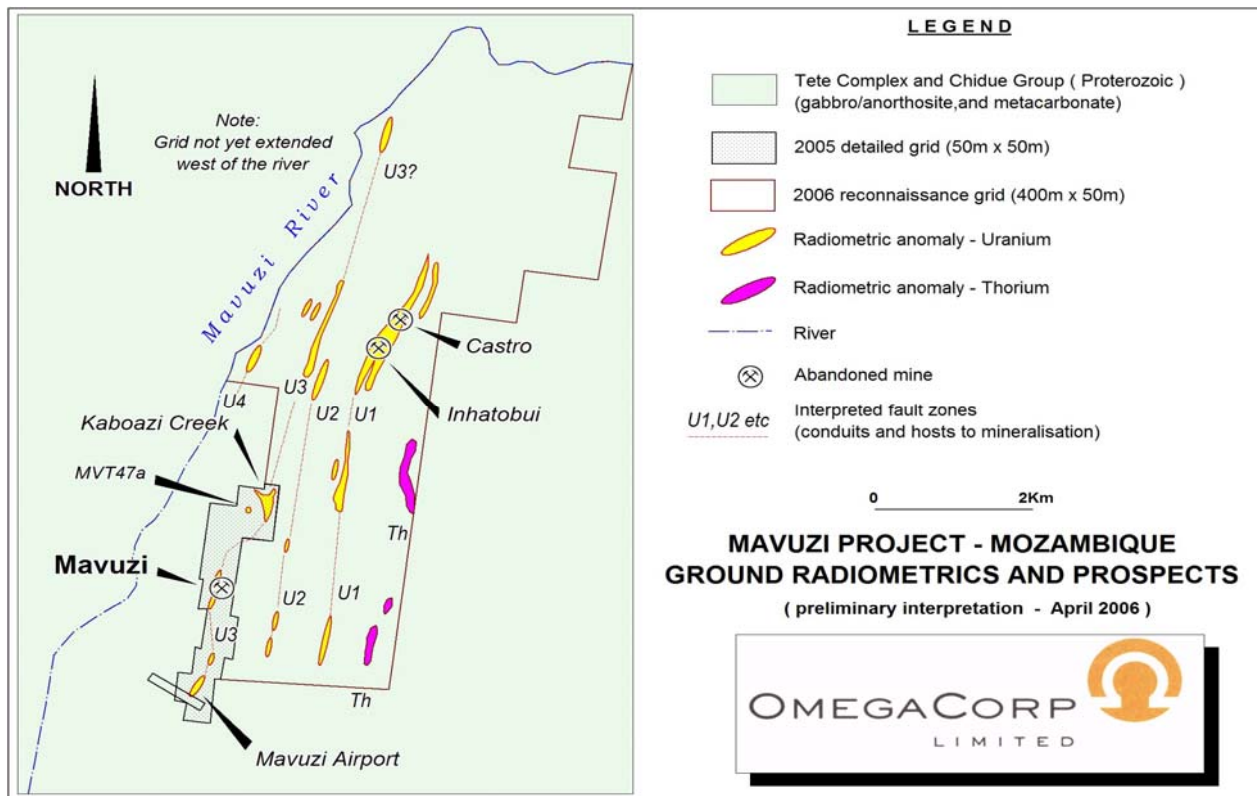 Note:
Grid not yet extended
west of the river
NORTH
Mavuzi River
U3?
Castro
Inhatobui
U4
U3
U2
U1
Kaboazi Creek
MVT47a
Th
Mavuzi
U2
U1
U3
Th
Mavuzi Airport
LEGEND
Tete Complex and Chidue Group ( Proterozoic )
(gabbro/anorthosite,and metacarbonate)
2005 detailed grid (50m x 50m)
2006 reconnaissance grid (400m x 50m)
Radiometric anomaly - Uranium
Radiometric anomaly - Thorium
River
Abandoned mine
U1,U2 etc
Interpreted fault zones
(conduits and hosts to mineralisation)
0 2Km
MAVUZI PROJECT - MOZAMBIQUE
GROUND RADIOMETRICS AND PROSPECTS
( preliminary interpretation - April 2006 )
OMEGACORP
LIMITED